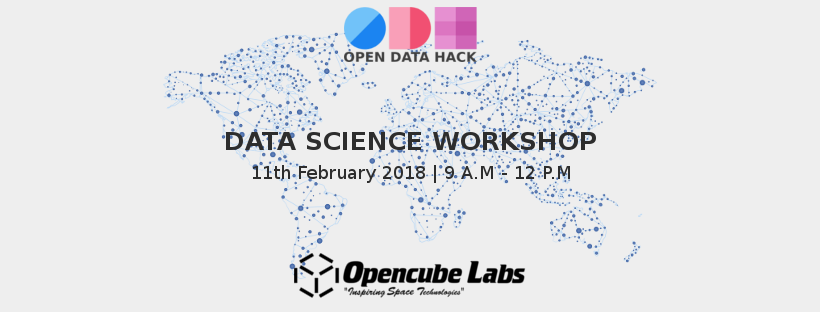 OPEN DATA HACK
DATA SCIENCE WORKSHOP
11th February 2018 | 9 A.M - 12 P.M
Opencube Labs
"Inspiring Space Technologies"